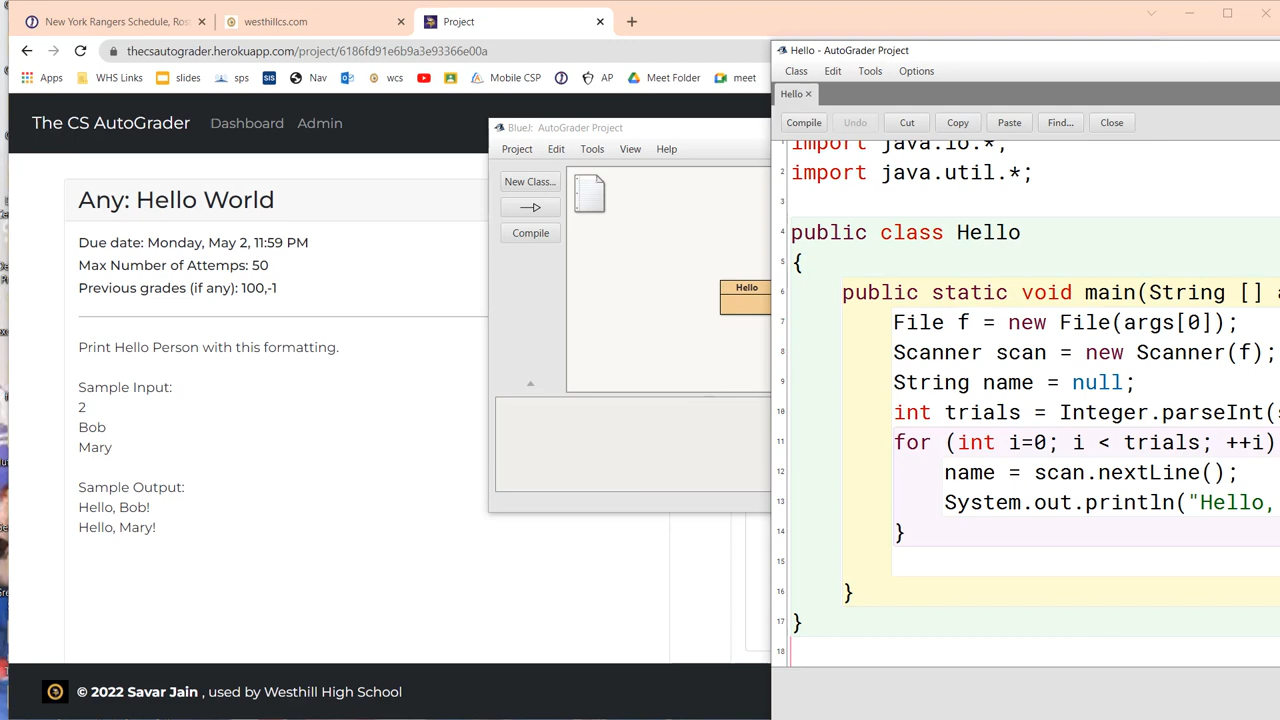 New York Rangers Schedule, Ros
westhillcs.com
Project
thecsautograder.herokuapp.com/project/6186fd91e6b9a3e93366e00a
Apps WHS Links slides sps SIS Nav wcs Mobile CSP AP Meet Folder meet
The CS AutoGrader Dashboard Admin
Any: Hello World
Due date: Monday, May 2, 11:59 PM
Max Number of Attemps: 50
Previous grades (if any): 100,-1
Print Hello Person with this formatting.
Sample Input:
2
Bob
Mary
Sample Output:
Hello, Bob!
Hello, Mary!
© 2022 Savar Jain , used by Westhill High School
BlueJ: AutoGrader Project
Project Edit Tools View Help
New Class...
Compile
Hello
Hello - AutoGrader Project
Class Edit Tools Options
Hello
Compile Undo Cut Copy Paste Find... Close
import java.io.*;
2 import java.util.*;
3
4 public class Hello
5 {
6 public static void main(String [] a
7 File f = new File(args[0]);
8 Scanner scan = new Scanner(f);
9 String name = null;
10 int trials = Integer.parseInt(s
11 for (int i=0; i < trials; ++i)
12 name = scan.nextLine();
13 System.out.println("Hello,
14 }
15
16 }
17 }
18